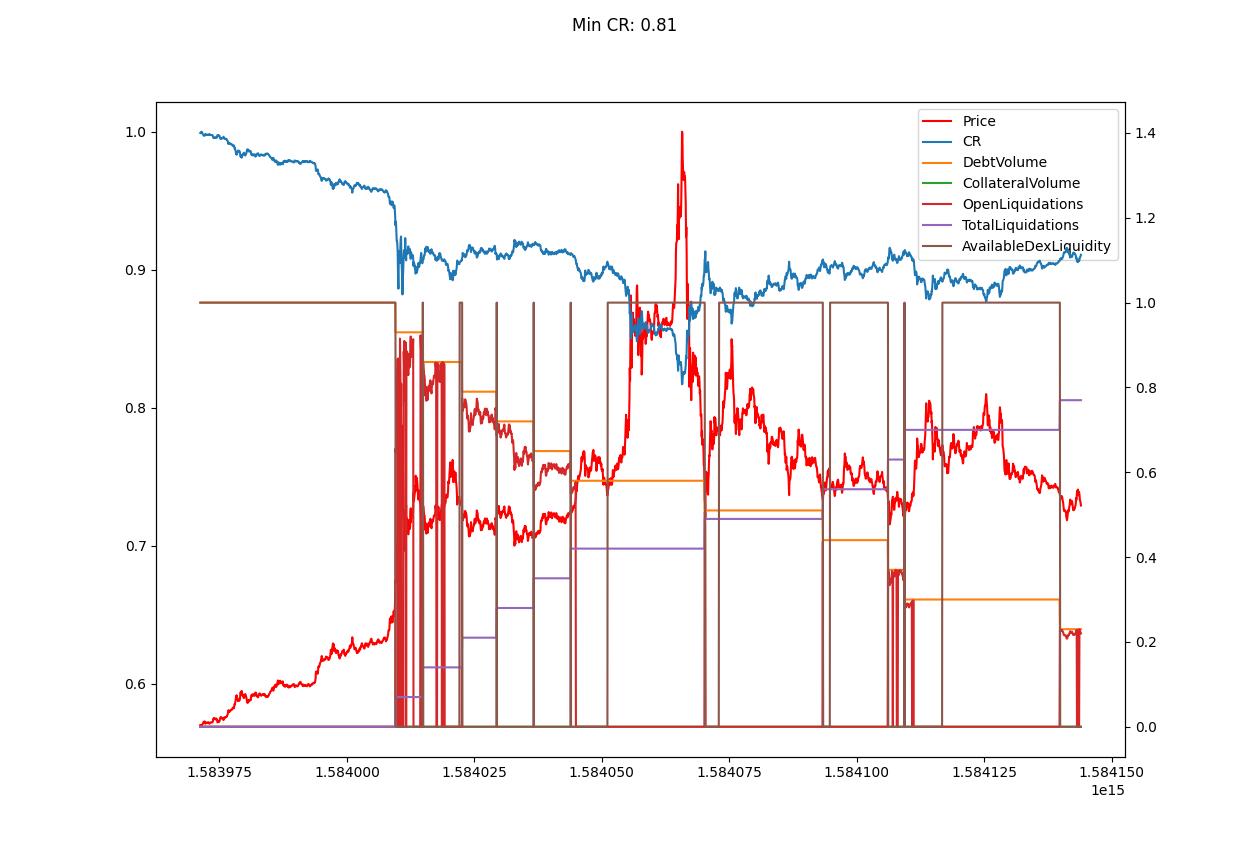 Min CR: 0.81
1.0
0.9
0.8
0.7
0.6
1.4
1.2
1.0
0.8
0.6
0.4
0.2
0.0
Price
CR
DebtVolume
CollateralVolume
OpenLiquidations
TotalLiquidations
AvailableDexLiquidity
1.583975 1.584000 1.584025 1.584050 1.584075 1.584100 1.584125 1.584150
1e15